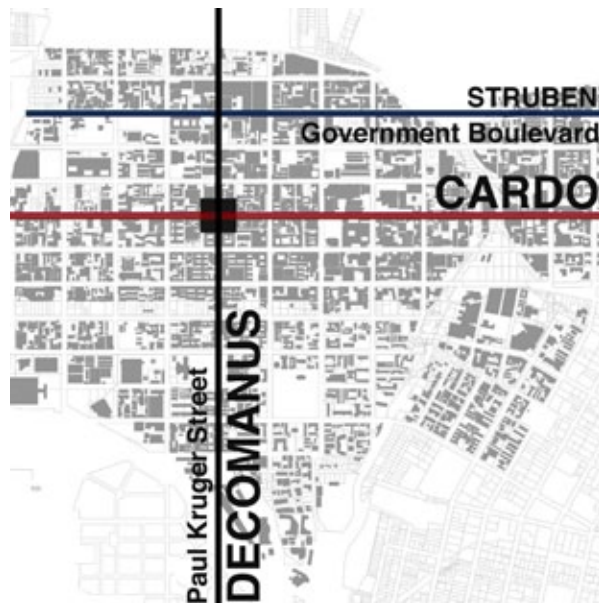 STRUBEN
Government Boulevard
CARDO
Paul Kruger Street
DECOMANUS